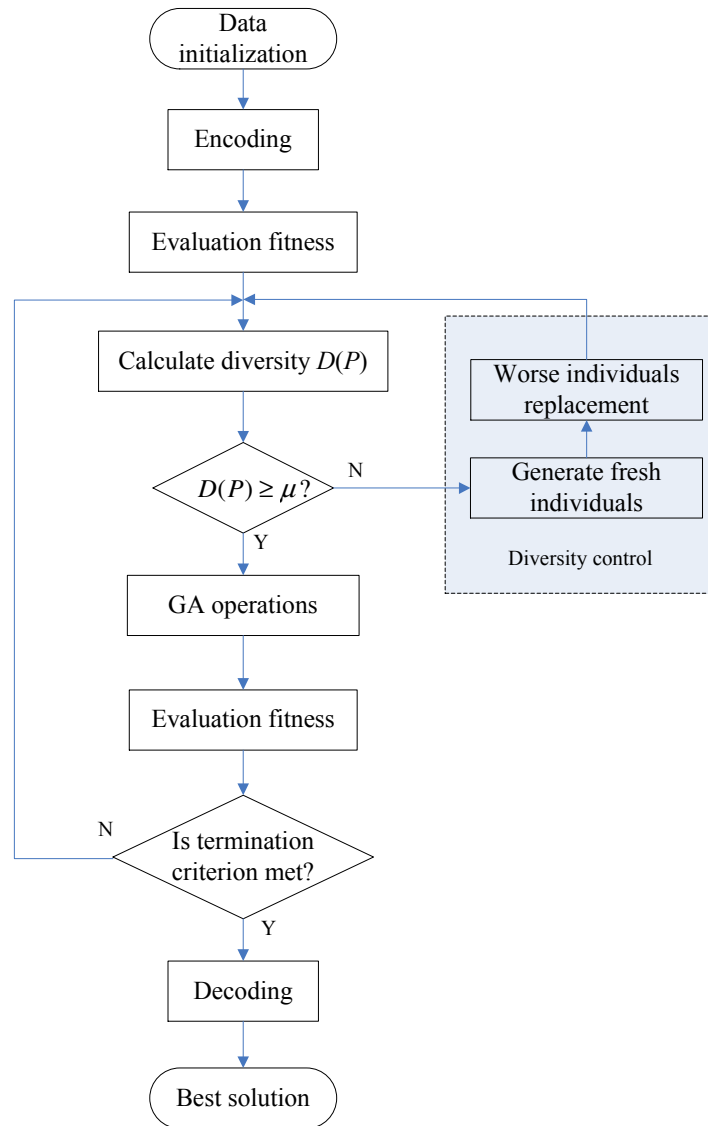 Data
initialization
Encoding
Evaluation fitness
Calculate diversity D(P)
Worse individuals
replacement
D(P) ≥ μ?
N
Generate fresh
individuals
Y
Diversity control
GA operations
Evaluation fitness
N
Is termination
criterion met?
Y
Decoding
Best solution